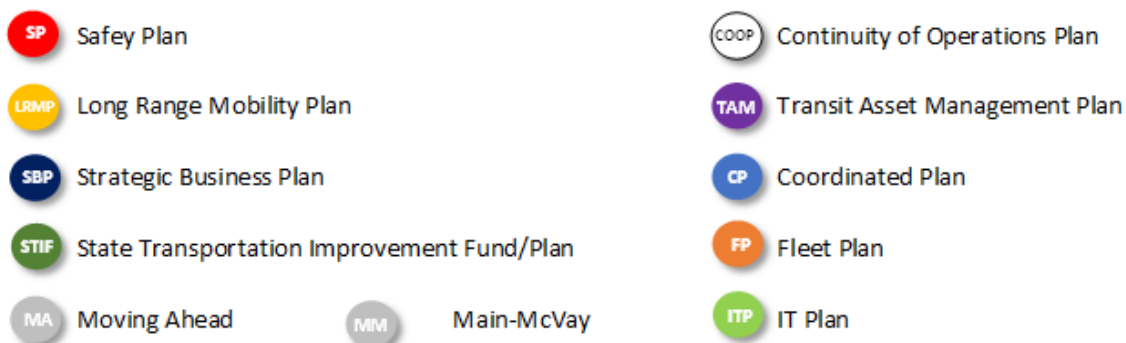 SP Safey Plan
COOP Continuity of Operations Plan
LRMP Long Range Mobility Plan
TAM Transit Asset Management Plan
SBP Strategic Business Plan
CP Coordinated Plan
STIF State Transportation Improvement Fund/Plan
FP Fleet Plan
MA Moving Ahead MM Main-McVay
ITP IT Plan